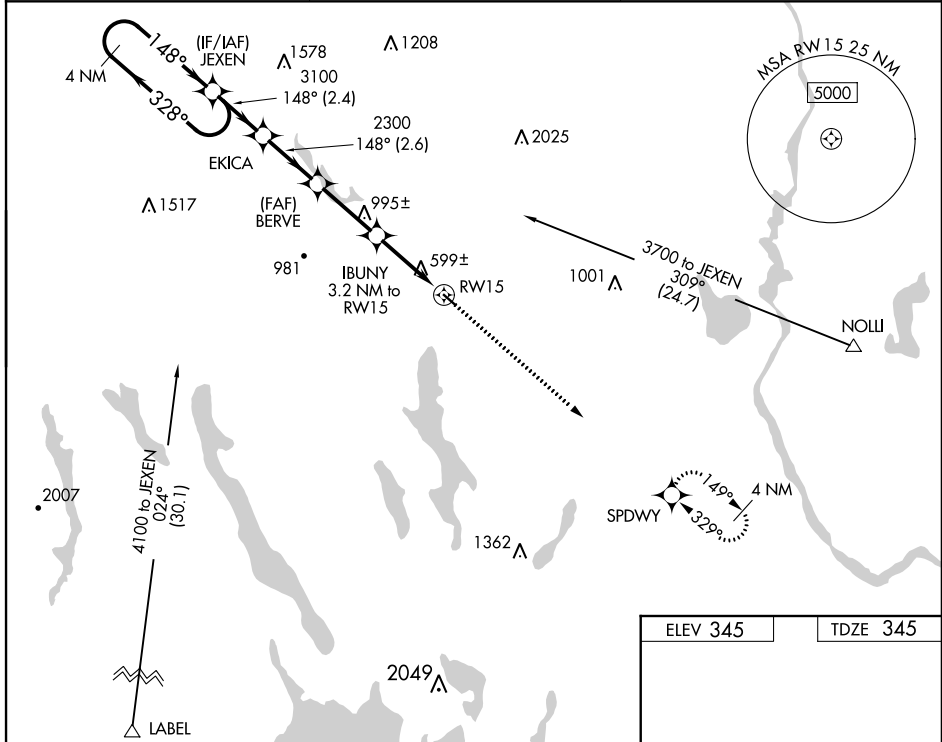 148°
4 NM
328°
(IF/IAF)
JEXEN
1578
1208
3100
148° (2.4)
2300
148° (2.6)
EKICA
2025
MSA RW15 25 NM
5000
1517
(FAF)
BERVE
995±
981
IBUNY
3.2 NM to
RW15
599±
RW15
3700 to JEXEN
309°
(24.7)
1001
NOLLI
2007
4100 to JEXEN
024°
(30.1)
149°
4 NM
SPDWY
329°
1362
ELEV 345
TDZE 345
2049
LABEL